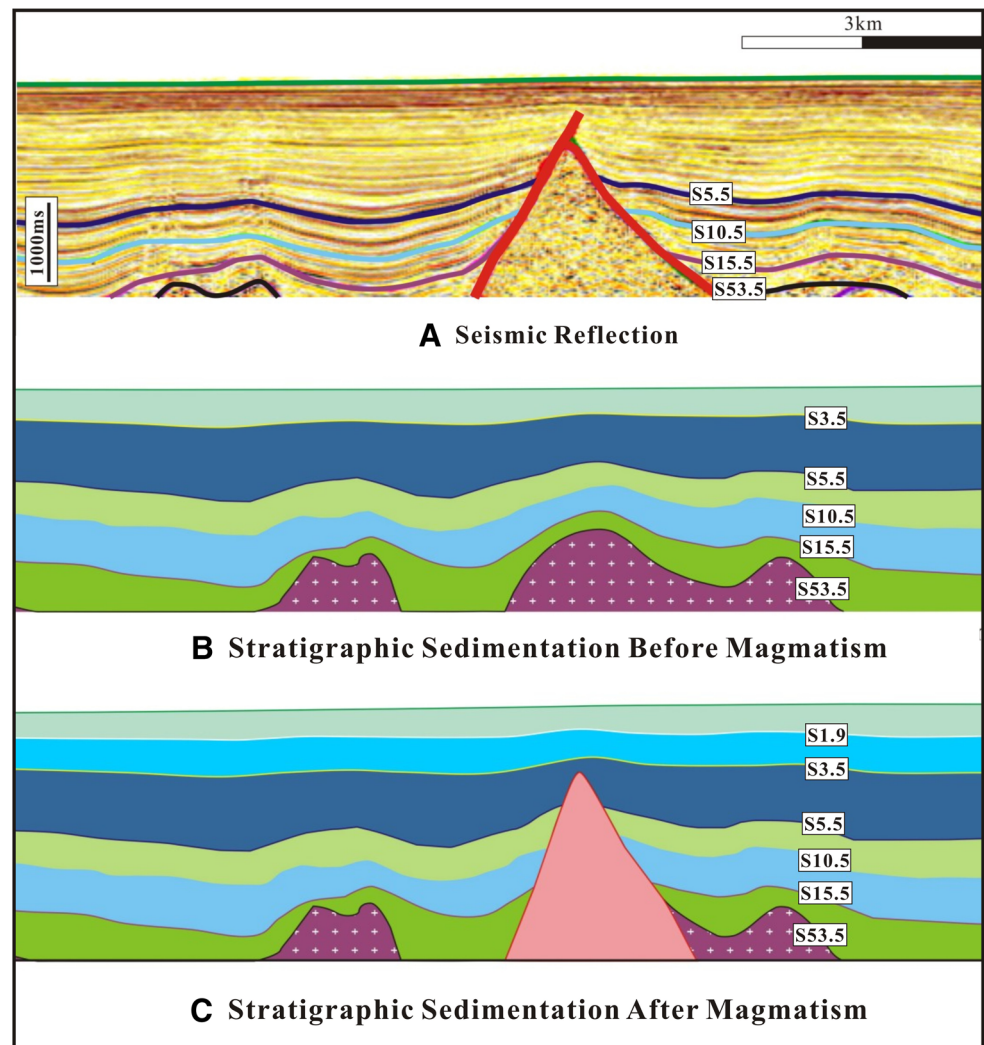 3km
S5.5
S10.5
1000ms
S15.5
S53.5
A Seismic Reflection
S3.5
S5.5
S10.5
S15.5
S53.5
B Stratigraphic Sedimentation Before Magmatism
S1.9
S3.5
S5.5
S10.5
S15.5
S53.5
C Stratigraphic Sedimentation After Magmatism